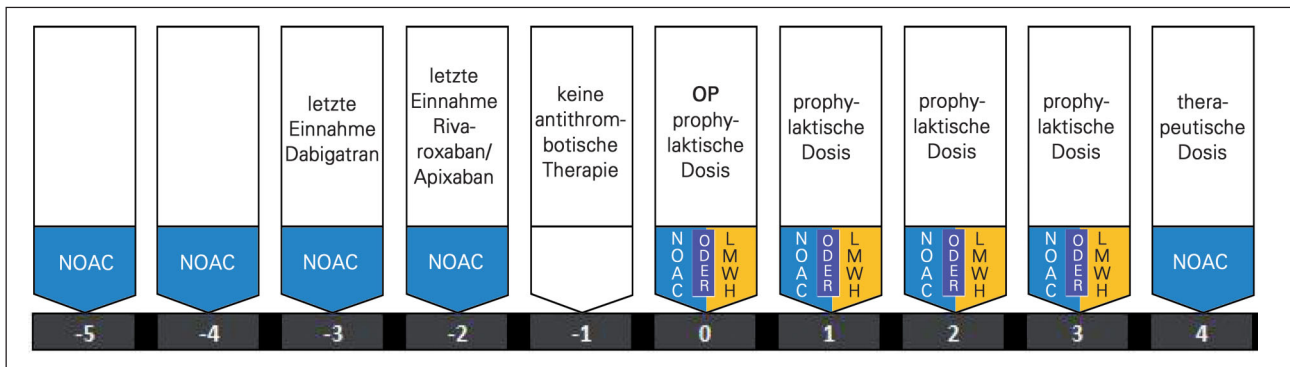 letzte
Einnahme
Dabigatran
letzte
Einnahme
Riva-
roxaban/
Apixaban
keine
antithrom-
botische
Therapie
OP
prophy-
laktische
Dosis
prophy-
laktische
Dosis
prophy-
laktische
Dosis
prophy-
laktische
Dosis
thera-
peutische
Dosis
NOAC
NOAC
NOAC
NOAC
NOAC
ODER
LMWH
NOAC
ODER
LMWH
NOAC
ODER
LMWH
NOAC
ODER
LMWH
NOAC
-5
-4
-3
-2
-1
0
1
2
3
4